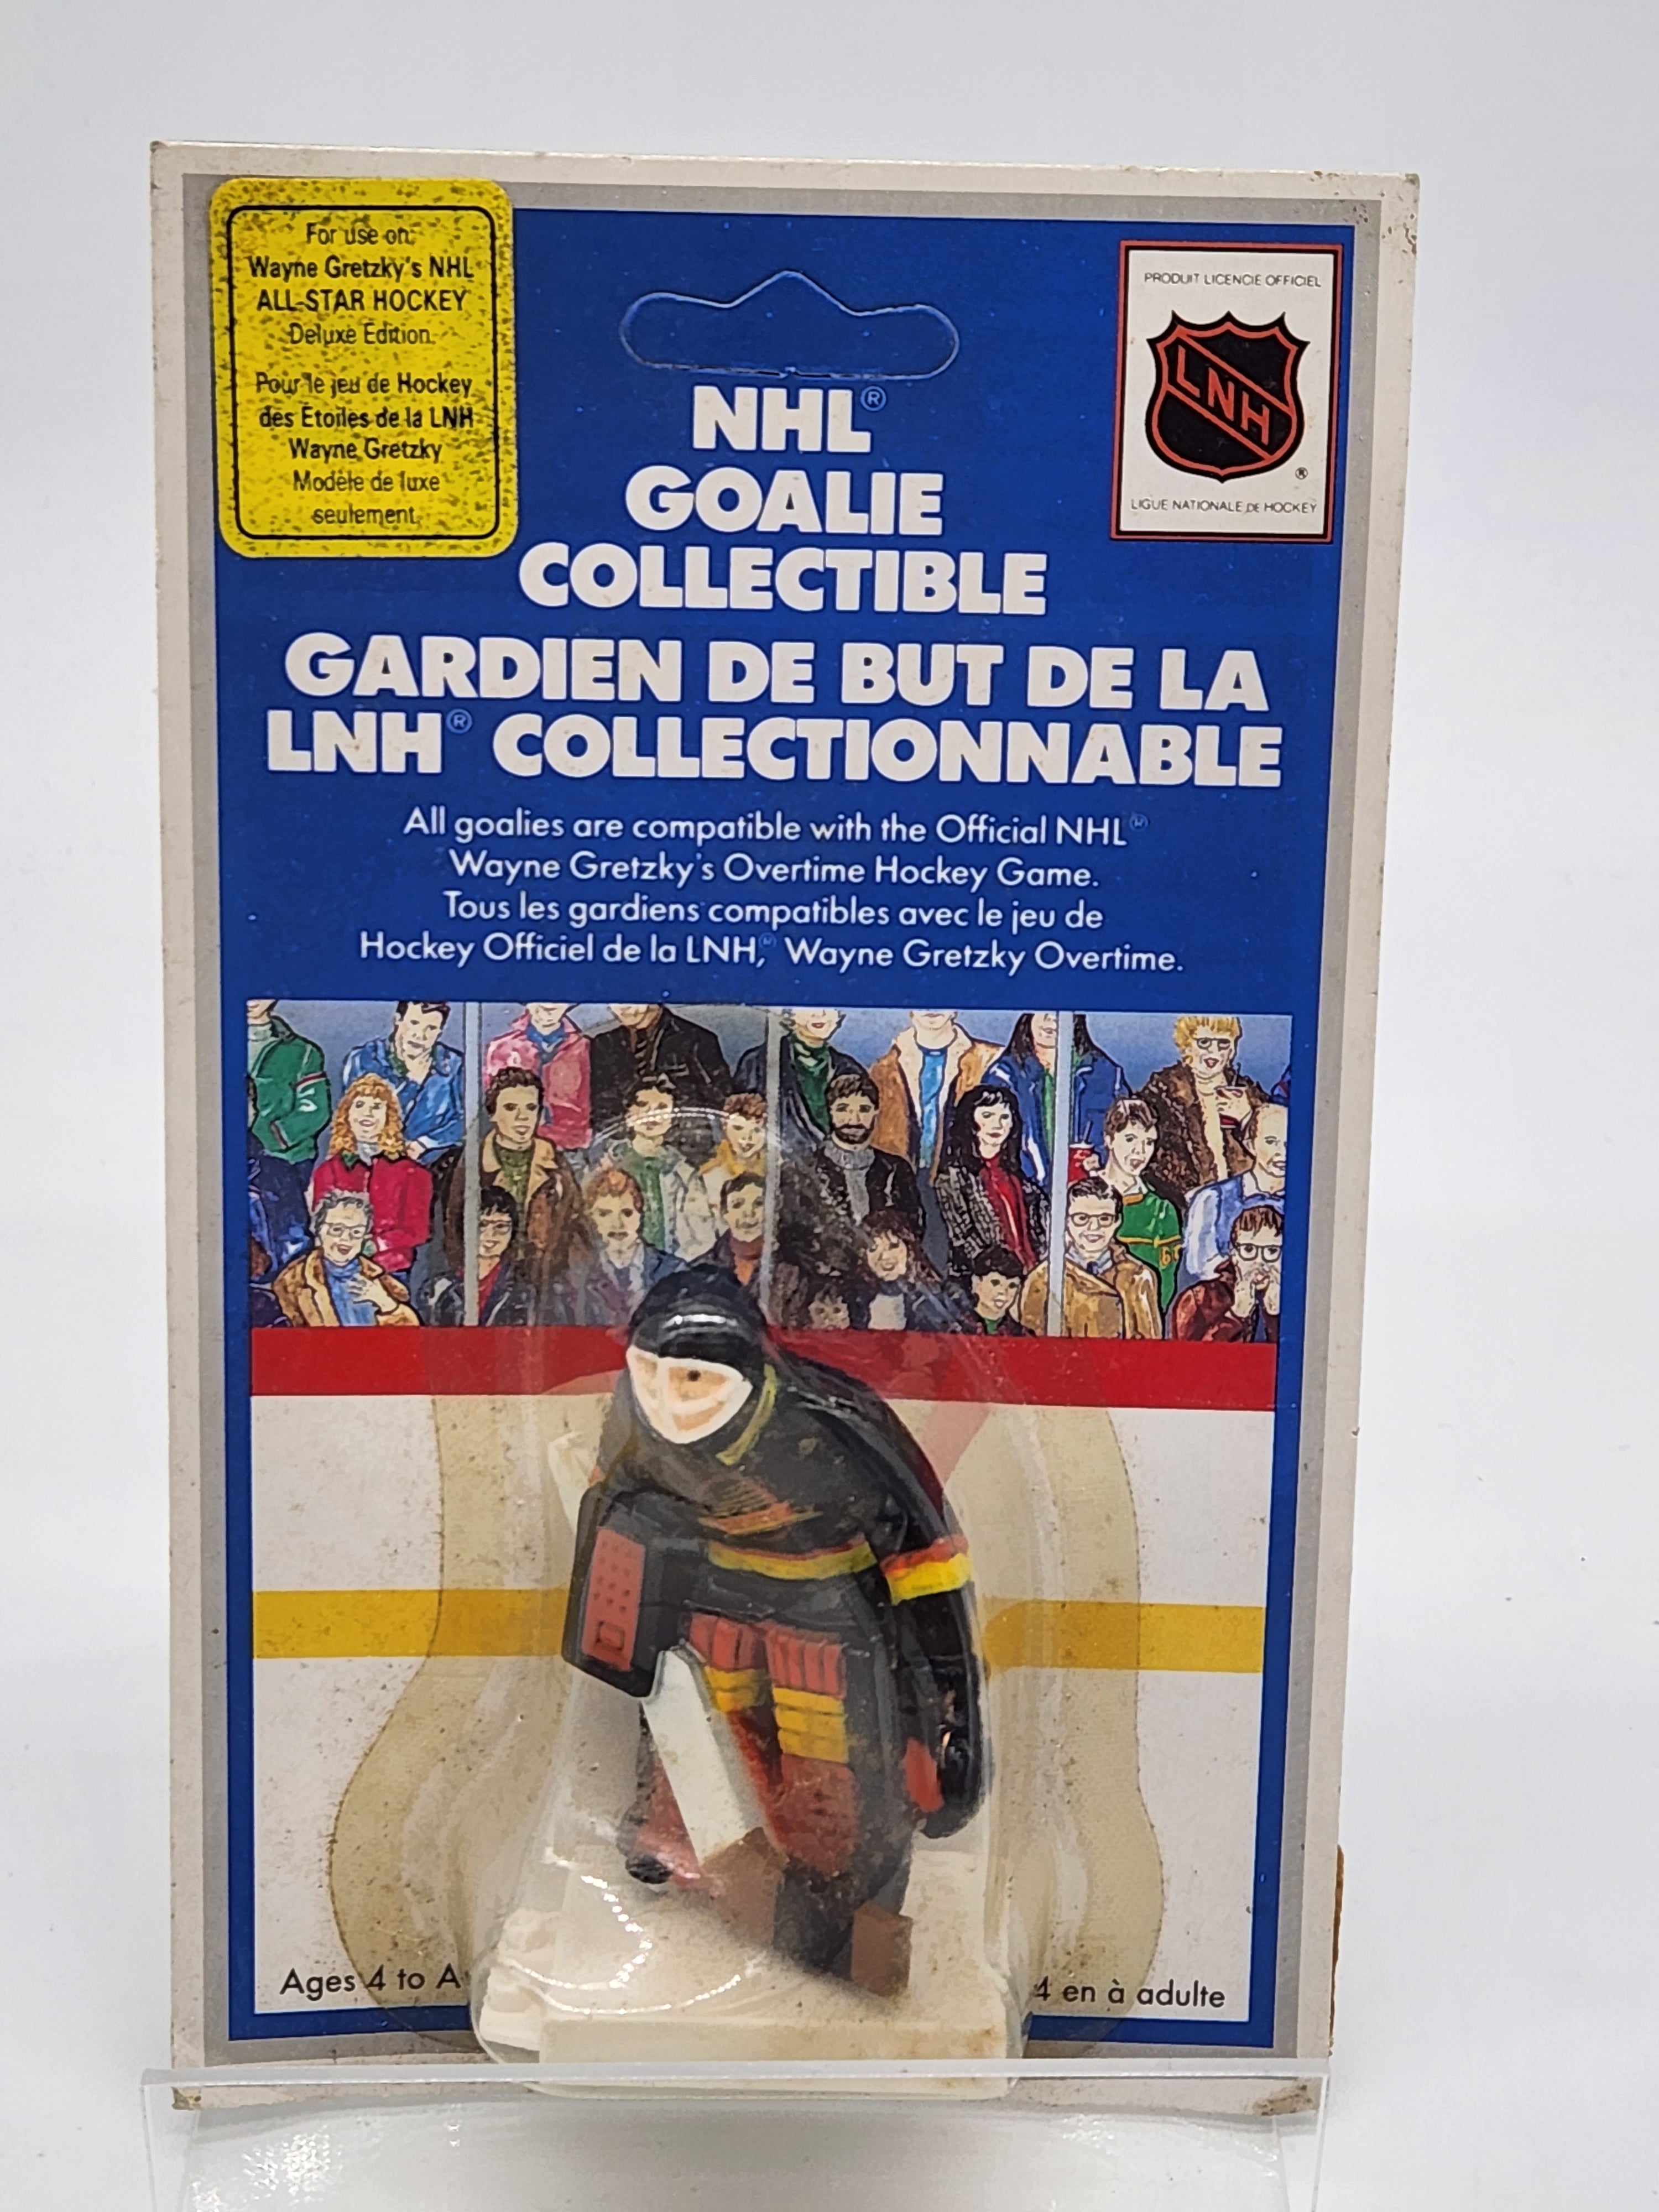 For use on:
Wayne Gretzky's NHL
ALL-STAR HOCKEY
Deluxe Edition.
Pour le jeu de Hockey
des Étoiles de la LNH
Wayne Gretzky
Modèle de luxe
seulement.
PRODUIT LICENCIE OFFICIEL
LNH
®
LIGUE NATIONALE DE HOCKEY
NHL®
GOALIE
COLLECTIBLE
GARDIEN DE BUT DE LA
LNH® COLLECTIONNABLE
All goalies are compatible with the Official NHL®
Wayne Gretzky's Overtime Hockey Game.
Tous les gardiens compatibles avec le jeu de
Hockey Officiel de la LNH,® Wayne Gretzky Overtime.
Ages 4 to A
4 en à adulte